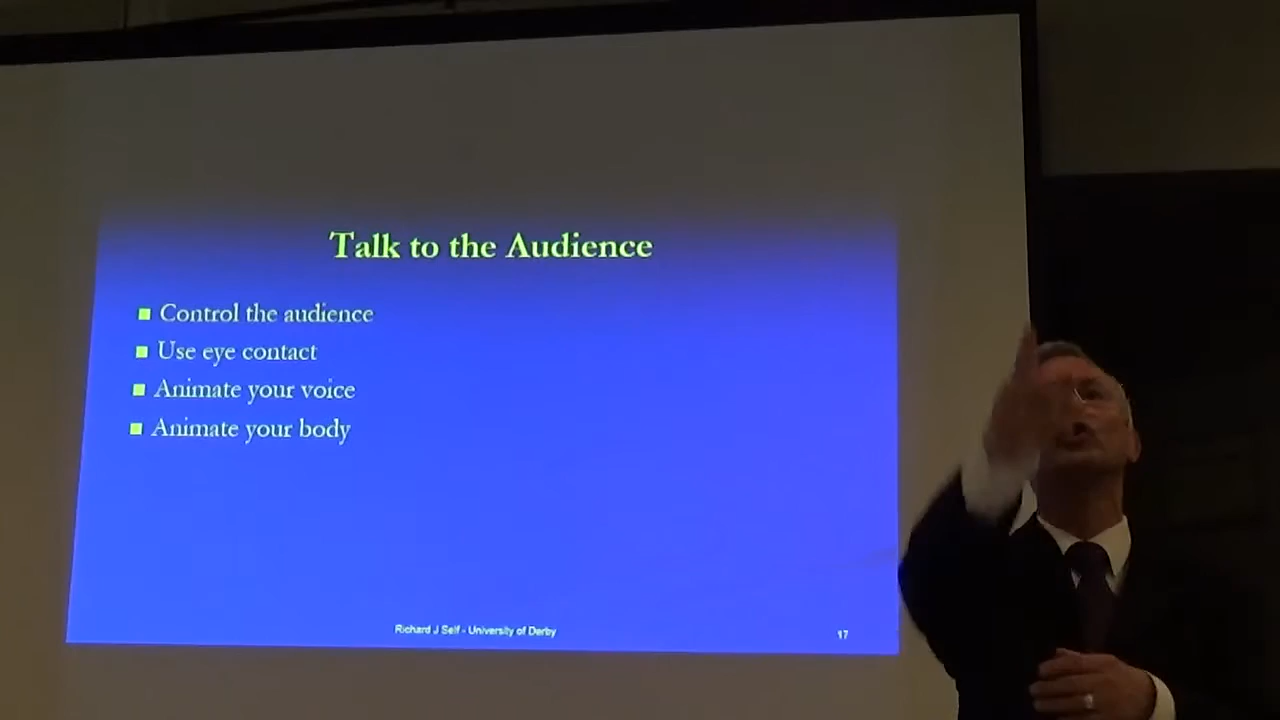 Talk to the Audience
Control the audience
Use eye contact
Animate your voice
Animate your body
Richard J Self - University of Derby
17